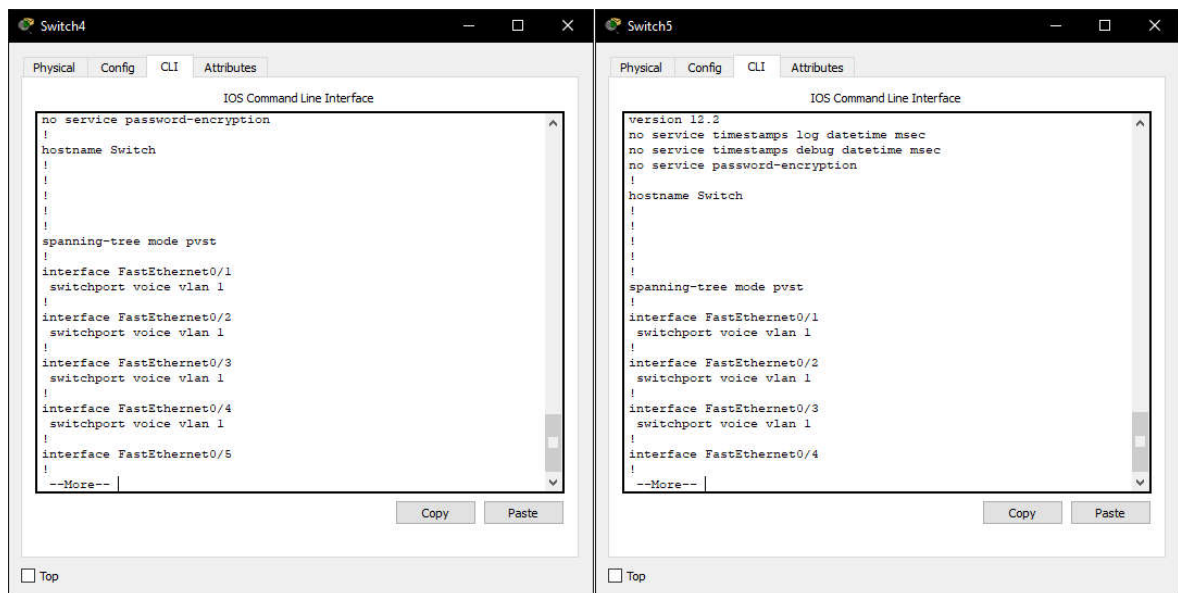 Switch4
Physical Config CLI Attributes
IOS Command Line Interface
no service password-encryption
!
hostname Switch
!
!
!
!
!
spanning-tree mode pvst
!
interface FastEthernet0/1
switchport voice vlan 1
!
interface FastEthernet0/2
switchport voice vlan 1
!
interface FastEthernet0/3
switchport voice vlan 1
!
interface FastEthernet0/4
switchport voice vlan 1
!
interface FastEthernet0/5
!
--More--
Copy Paste
Top
Switch5
Physical Config CLI Attributes
IOS Command Line Interface
version 12.2
no service timestamps log datetime msec
no service timestamps debug datetime msec
no service password-encryption
!
hostname Switch
!
!
!
!
!
spanning-tree mode pvst
!
interface FastEthernet0/1
switchport voice vlan 1
!
interface FastEthernet0/2
switchport voice vlan 1
!
interface FastEthernet0/3
switchport voice vlan 1
!
interface FastEthernet0/4
!
--More--
Copy Paste
Top